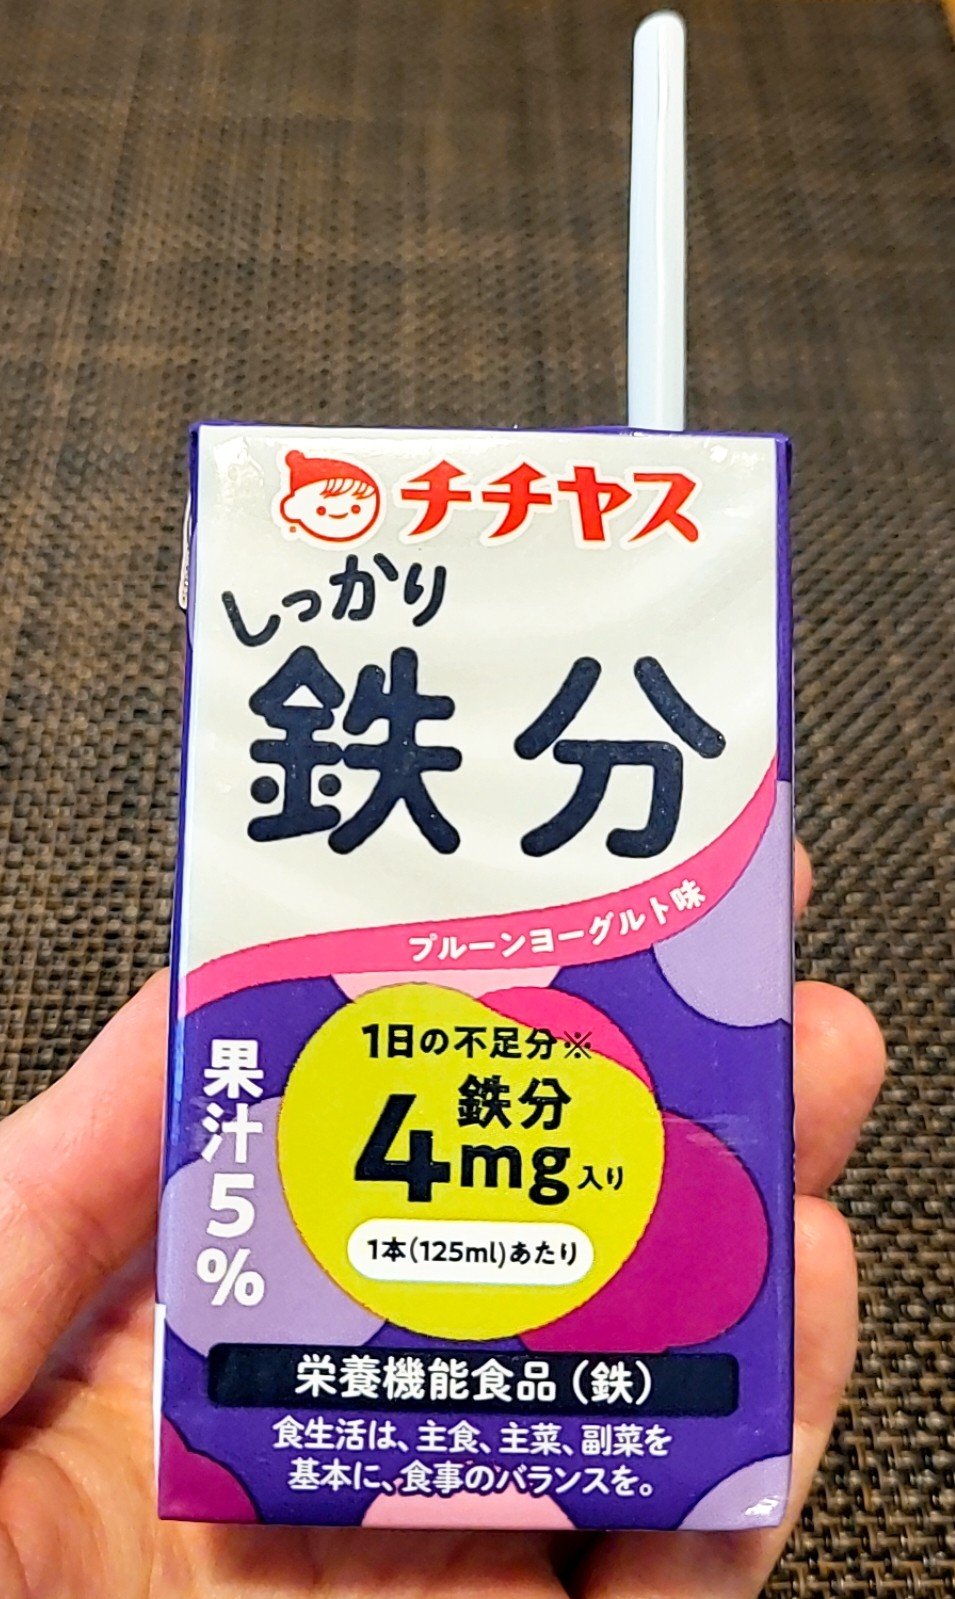 チチヤス
しっかり
鉄分
プルーンヨーグルト味
果汁5%
1日の不足分※
鉄分
4mg入り
1本(125ml)あたり
栄養機能食品(鉄)
食生活は、主食、主菜、副菜を
基本に、食事のバランスを。